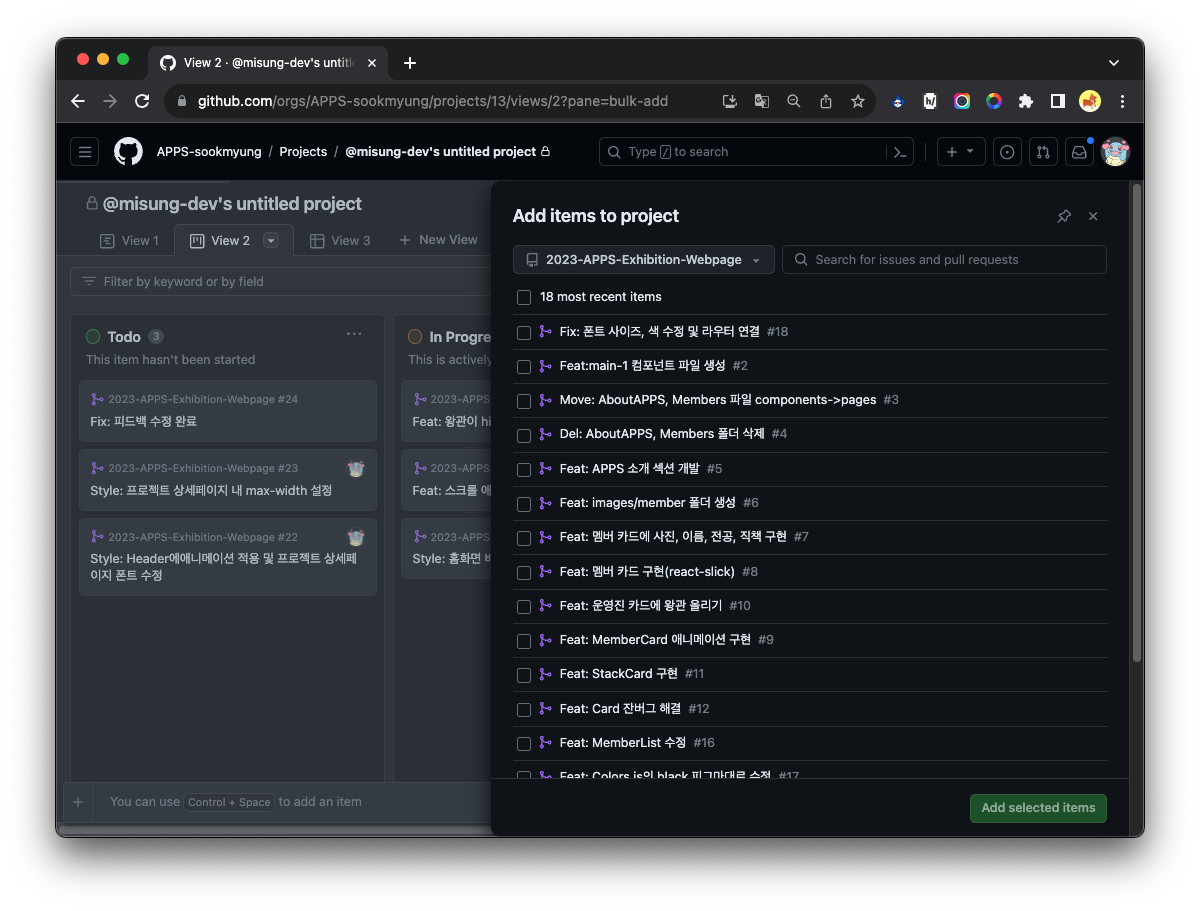 View 2 · @misung-dev's untitl
github.com/orgs/APPS-sookmyung/projects/13/views/2?pane=bulk-add
APPS-sookmyung / Projects / @misung-dev's untitled project
Type / to search
@misung-dev's untitled project
View 1
View 2
View 3
New View
Filter by keyword or by field
Todo 3
This item hasn't been started
2023-APPS-Exhibition-Webpage #24
Fix: 피드백 수정 완료
2023-APPS-Exhibition-Webpage #23
Style: 프로젝트 상세페이지 내 max-width 설정
2023-APPS-Exhibition-Webpage #22
Style: Header에애니메이션 적용 및 프로젝트 상세페
이지 폰트 수정
In Progre
This is actively
2023-APPS
Feat: 왕관이 hi
2023-APPS
Feat: 스크롤 애
2023-APPS
Style: 홈화면 버
You can use Control + Space to add an item
Add items to project
2023-APPS-Exhibition-Webpage
Search for issues and pull requests
18 most recent items
Fix: 폰트 사이즈, 색 수정 및 라우터 연결 #18
Feat:main-1 컴포넌트 파일 생성 #2
Move: AboutAPPS, Members 파일 components->pages #3
Del: AboutAPPS, Members 폴더 삭제 #4
Feat: APPS 소개 섹션 개발 #5
Feat: images/member 폴더 생성 #6
Feat: 멤버 카드에 사진, 이름, 전공, 직책 구현 #7
Feat: 멤버 카드 구현(react-slick) #8
Feat: 운영진 카드에 왕관 올리기 #10
Feat: MemberCard 애니메이션 구현 #9
Feat: StackCard 구현 #11
Feat: Card 잔버그 해결 #12
Feat: MemberList 수정 #16
Feat: Colors.js의 black 피그마대로 수정 #17
Add selected items